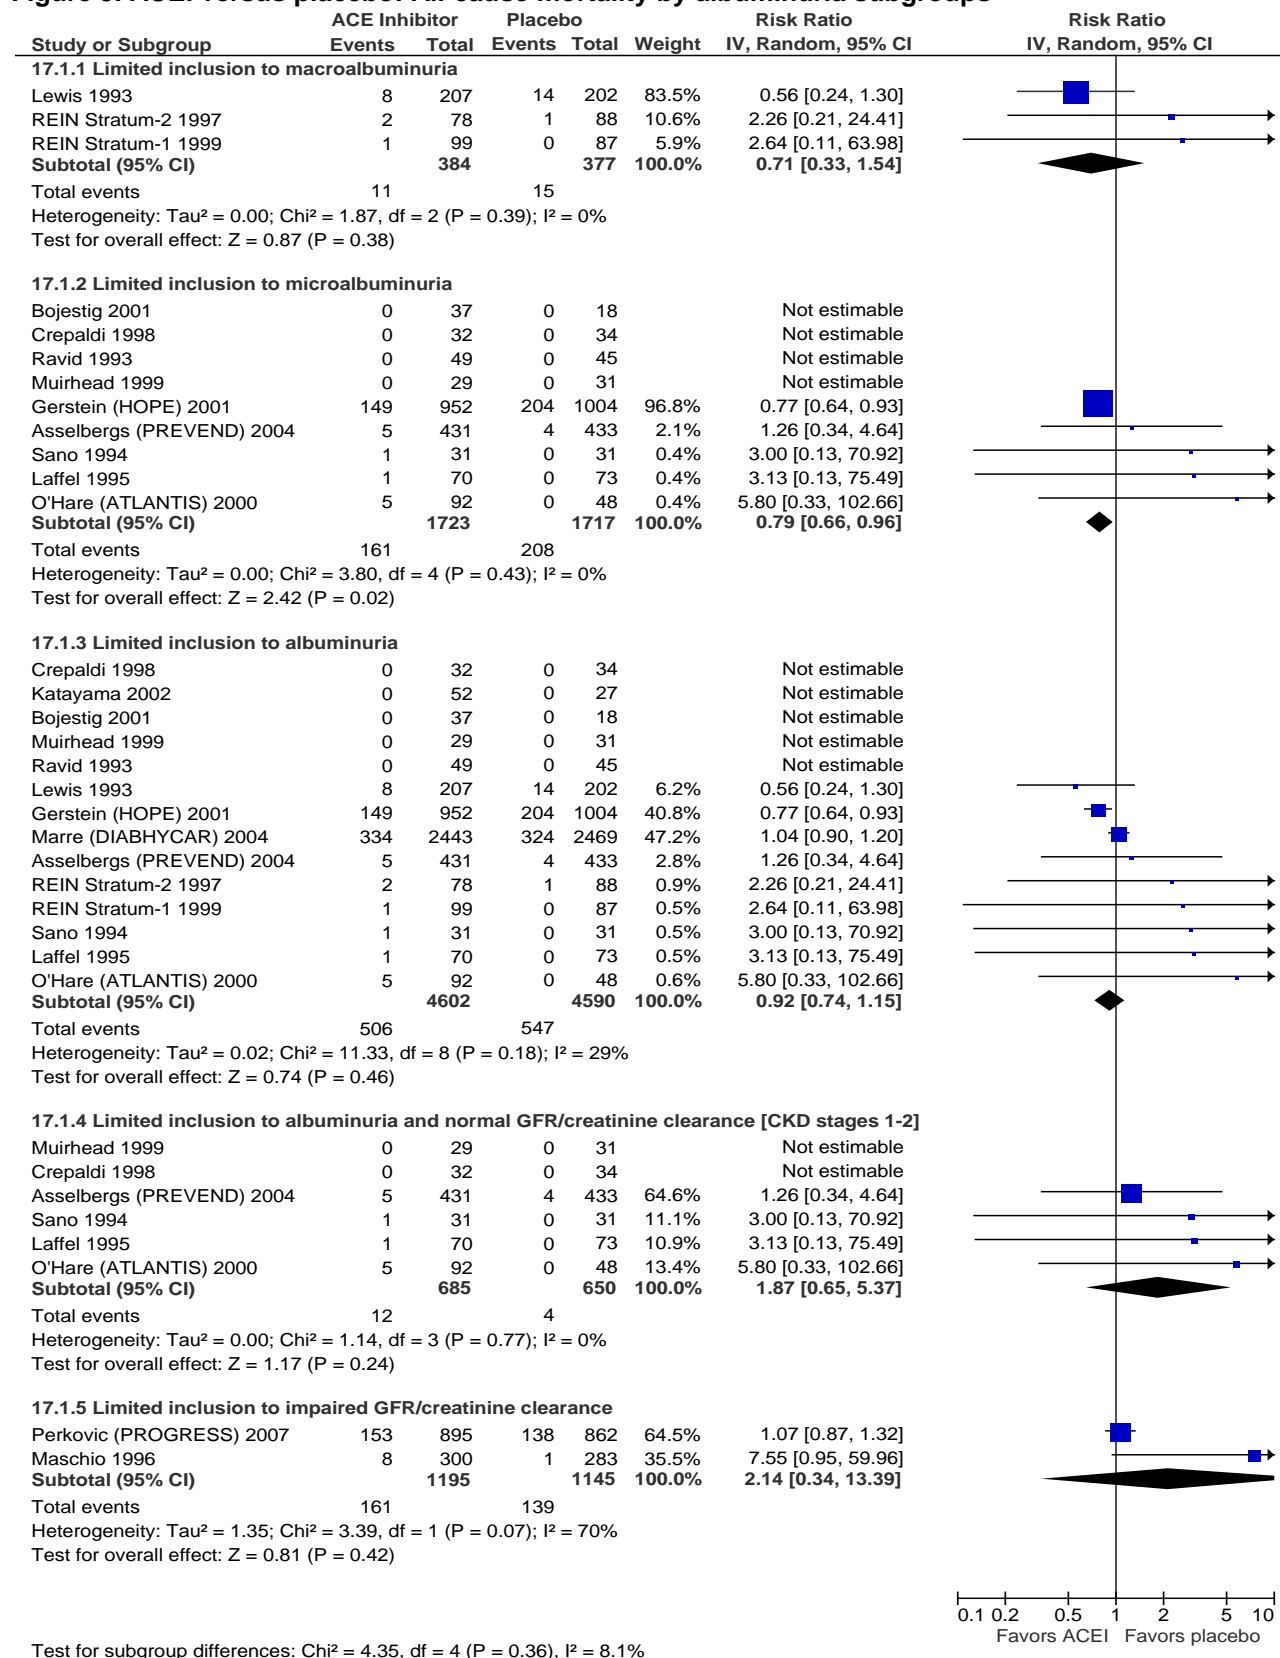 ACE Inhibitor Placebo Risk Ratio Risk Ratio
Study or Subgroup Events Total Events Total Weight IV, Random, 95% CI IV, Random, 95% CI
17.1.1 Limited inclusion to macroalbuminuria
Lewis 1993 8 207 14 202 83.5% 0.56 [0.24, 1.30]
REIN Stratum-2 1997 2 78 1 88 10.6% 2.26 [0.21, 24.41]
REIN Stratum-1 1999 1 99 0 87 5.9% 2.64 [0.11, 63.98]
Subtotal (95% CI) 384 377 100.0% 0.71 [0.33, 1.54]
Total events 11 15
Heterogeneity: Tau² = 0.00; Chi² = 1.87, df = 2 (P = 0.39); I² = 0%
Test for overall effect: Z = 0.87 (P = 0.38)
17.1.2 Limited inclusion to microalbuminuria
Bojestig 2001 0 37 0 18 Not estimable
Crepaldi 1998 0 32 0 34 Not estimable
Ravid 1993 0 49 0 45 Not estimable
Muirhead 1999 0 29 0 31 Not estimable
Gerstein (HOPE) 2001 149 952 204 1004 96.8% 0.77 [0.64, 0.93]
Asselbergs (PREVEND) 2004 5 431 4 433 2.1% 1.26 [0.34, 4.64]
Sano 1994 1 31 0 31 0.4% 3.00 [0.13, 70.92]
Laffel 1995 1 70 0 73 0.4% 3.13 [0.13, 75.49]
O'Hare (ATLANTIS) 2000 5 92 0 48 0.4% 5.80 [0.33, 102.66]
Subtotal (95% CI) 1723 1717 100.0% 0.79 [0.66, 0.96]
Total events 161 208
Heterogeneity: Tau² = 0.00; Chi² = 3.80, df = 4 (P = 0.43); I² = 0%
Test for overall effect: Z = 2.42 (P = 0.02)
17.1.3 Limited inclusion to albuminuria
Crepaldi 1998 0 32 0 34 Not estimable
Katayama 2002 0 52 0 27 Not estimable
Bojestig 2001 0 37 0 18 Not estimable
Muirhead 1999 0 29 0 31 Not estimable
Ravid 1993 0 49 0 45 Not estimable
Lewis 1993 8 207 14 202 6.2% 0.56 [0.24, 1.30]
Gerstein (HOPE) 2001 149 952 204 1004 40.8% 0.77 [0.64, 0.93]
Marre (DIABHYCAR) 2004 334 2443 324 2469 47.2% 1.04 [0.90, 1.20]
Asselbergs (PREVEND) 2004 5 431 4 433 2.8% 1.26 [0.34, 4.64]
REIN Stratum-2 1997 2 78 1 88 0.9% 2.26 [0.21, 24.41]
REIN Stratum-1 1999 1 99 0 87 0.5% 2.64 [0.11, 63.98]
Sano 1994 1 31 0 31 0.5% 3.00 [0.13, 70.92]
Laffel 1995 1 70 0 73 0.5% 3.13 [0.13, 75.49]
O'Hare (ATLANTIS) 2000 5 92 0 48 0.6% 5.80 [0.33, 102.66]
Subtotal (95% CI) 4602 4590 100.0% 0.92 [0.74, 1.15]
Total events 506 547
Heterogeneity: Tau² = 0.02; Chi² = 11.33, df = 8 (P = 0.18); I² = 29%
Test for overall effect: Z = 0.74 (P = 0.46)
17.1.4 Limited inclusion to albuminuria and normal GFR/creatinine clearance [CKD stages 1-2]
Muirhead 1999 0 29 0 31 Not estimable
Crepaldi 1998 0 32 0 34 Not estimable
Asselbergs (PREVEND) 2004 5 431 4 433 64.6% 1.26 [0.34, 4.64]
Sano 1994 1 31 0 31 11.1% 3.00 [0.13, 70.92]
Laffel 1995 1 70 0 73 10.9% 3.13 [0.13, 75.49]
O'Hare (ATLANTIS) 2000 5 92 0 48 13.4% 5.80 [0.33, 102.66]
Subtotal (95% CI) 685 650 100.0% 1.87 [0.65, 5.37]
Total events 12 4
Heterogeneity: Tau² = 0.00; Chi² = 1.14, df = 3 (P = 0.77); I² = 0%
Test for overall effect: Z = 1.17 (P = 0.24)
17.1.5 Limited inclusion to impaired GFR/creatinine clearance
Perkovic (PROGRESS) 2007 153 895 138 862 64.5% 1.07 [0.87, 1.32]
Maschio 1996 8 300 1 283 35.5% 7.55 [0.95, 59.96]
Subtotal (95% CI) 1195 1145 100.0% 2.14 [0.34, 13.39]
Total events 161 139
Heterogeneity: Tau² = 1.35; Chi² = 3.39, df = 1 (P = 0.07); I² = 70%
Test for overall effect: Z = 0.81 (P = 0.42)
0.1 0.2 0.5 1 2 5 10
Favors ACEI Favors placebo
Test for subgroup differences: Chi² = 4.35, df = 4 (P = 0.36), I² = 8.1%